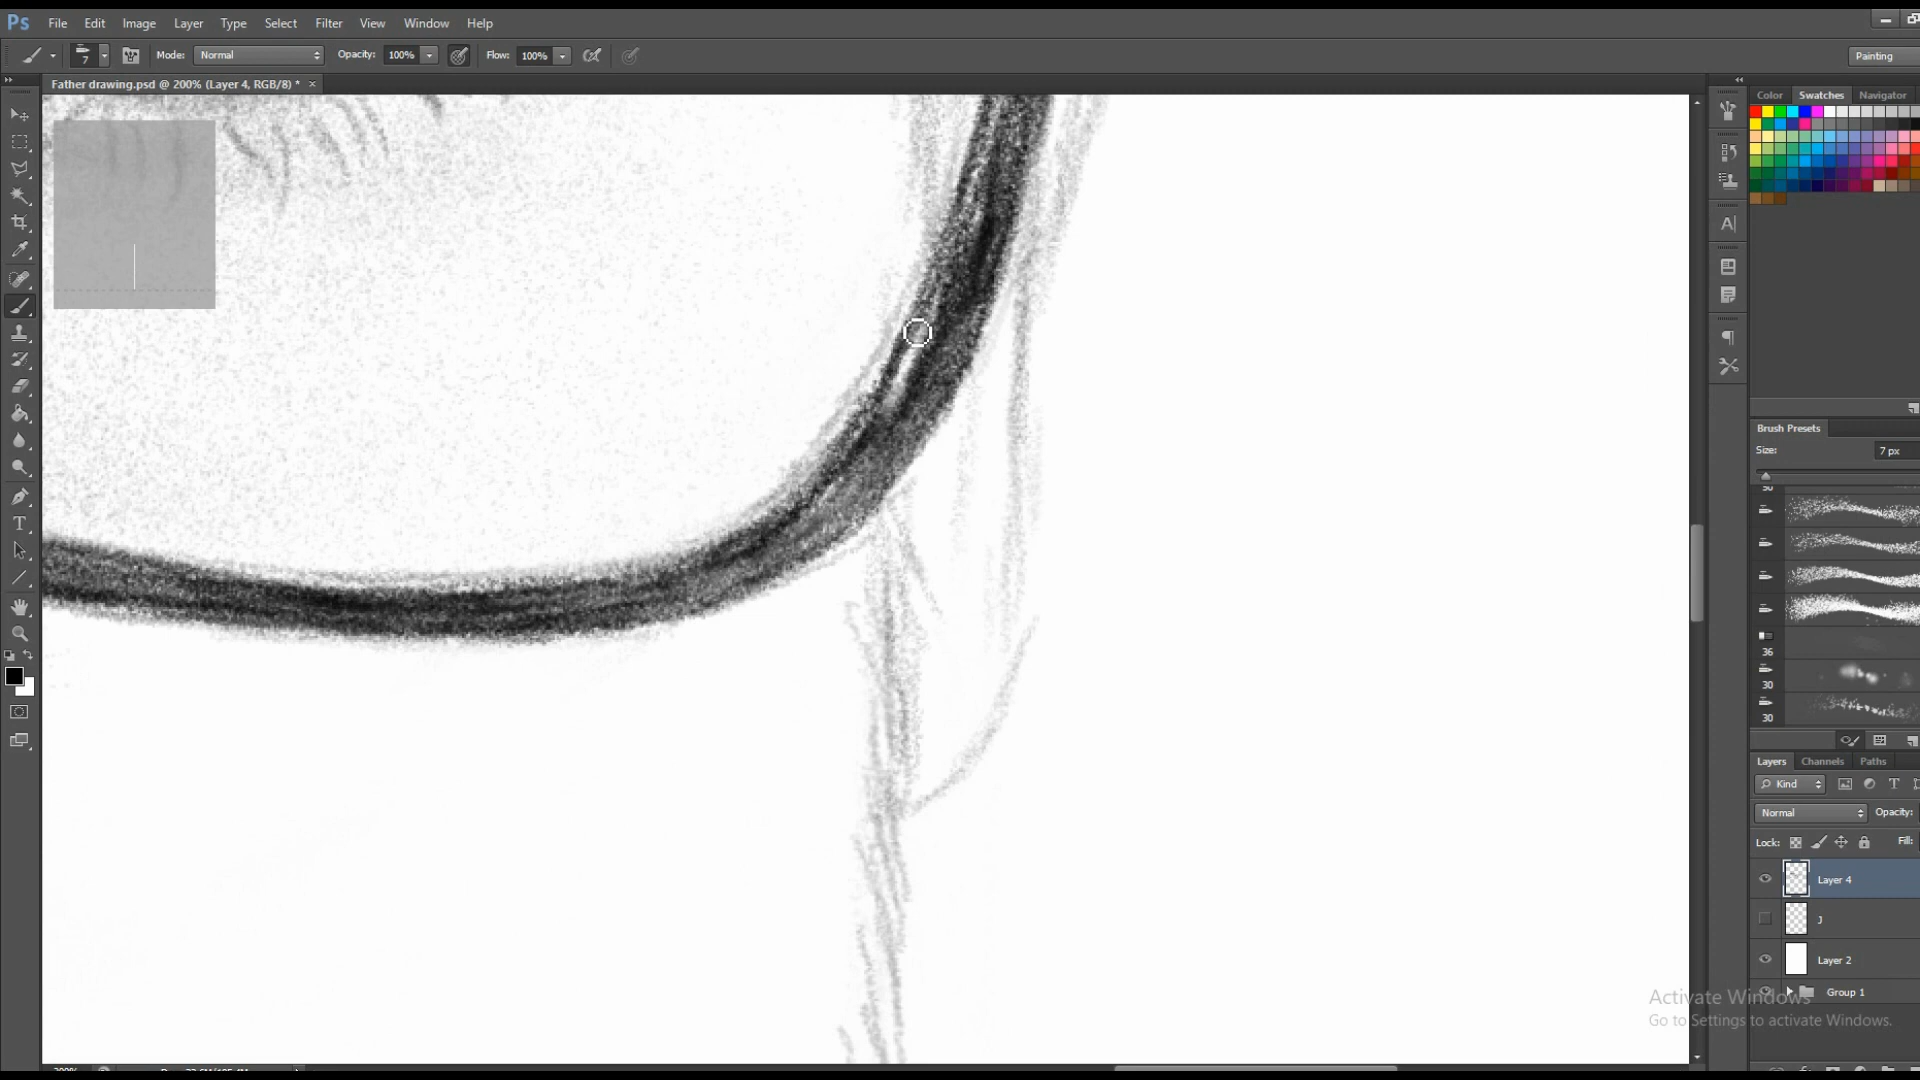 Ps File Edit Image Layer Type Select Filter View Window Help
7 Mode: Normal Opacity: 100% Flow: 100% Painting
Father drawing.psd @ 200% (Layer 4, RGB/8) * ×
Color Swatches Navigator
Brush Presets
Size: 7 px
50
36
30
30
Layers Channels Paths
Kind
Normal Opacity:
Lock: Fill:
Layer 4
J
Layer 2
Group 1
Activate Windows
Go to Settings to activate Windows.